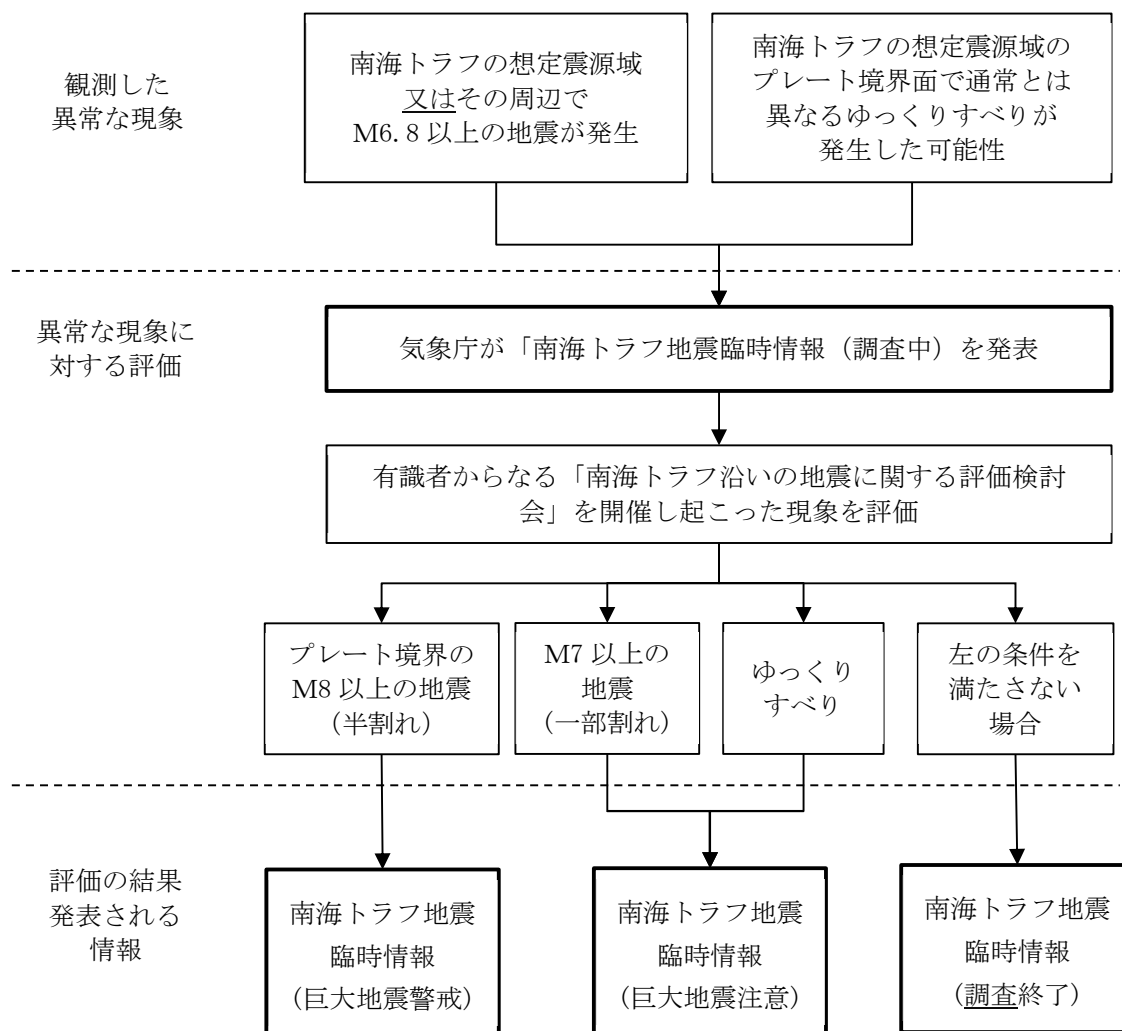 観測した
異常な現象
南海トラフの想定震源域
又はその周辺で
M6.8以上の地震が発生
南海トラフの想定震源域の
プレート境界面で通常とは
異なるゆっくりすべりが
発生した可能性
異常な現象に
対する評価
気象庁が「南海トラフ地震臨時情報（調査中）を発表
有識者からなる「南海トラフ沿いの地震に関する評価検討
会」を開催し起こった現象を評価
プレート境界の
M8以上の地震
（半割れ）
M7以上の
地震
（一部割れ）
ゆっくり
すべり
左の条件を
満たさない
場合
評価の結果
発表される
情報
南海トラフ地震
臨時情報
（巨大地震警戒）
南海トラフ地震
臨時情報
（巨大地震注意）
南海トラフ地震
臨時情報
（調査終了）